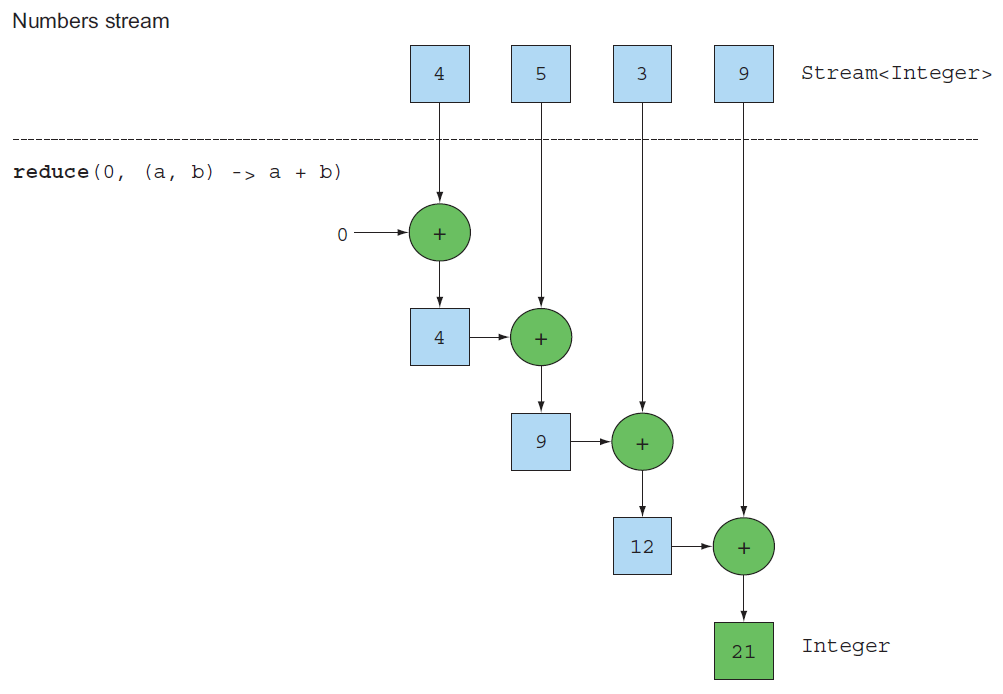 Numbers stream
4 5 3 9 Stream<Integer>
reduce(0, (a, b) -> a + b)
0 +
4 +
9 +
12 +
21 Integer